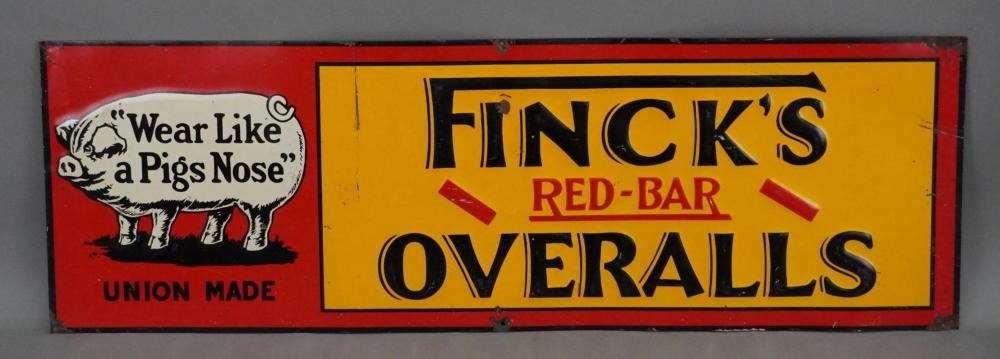 "Wear Like
a Pigs Nose"
UNION MADE
FINCK'S
RED-BAR
OVERALLS